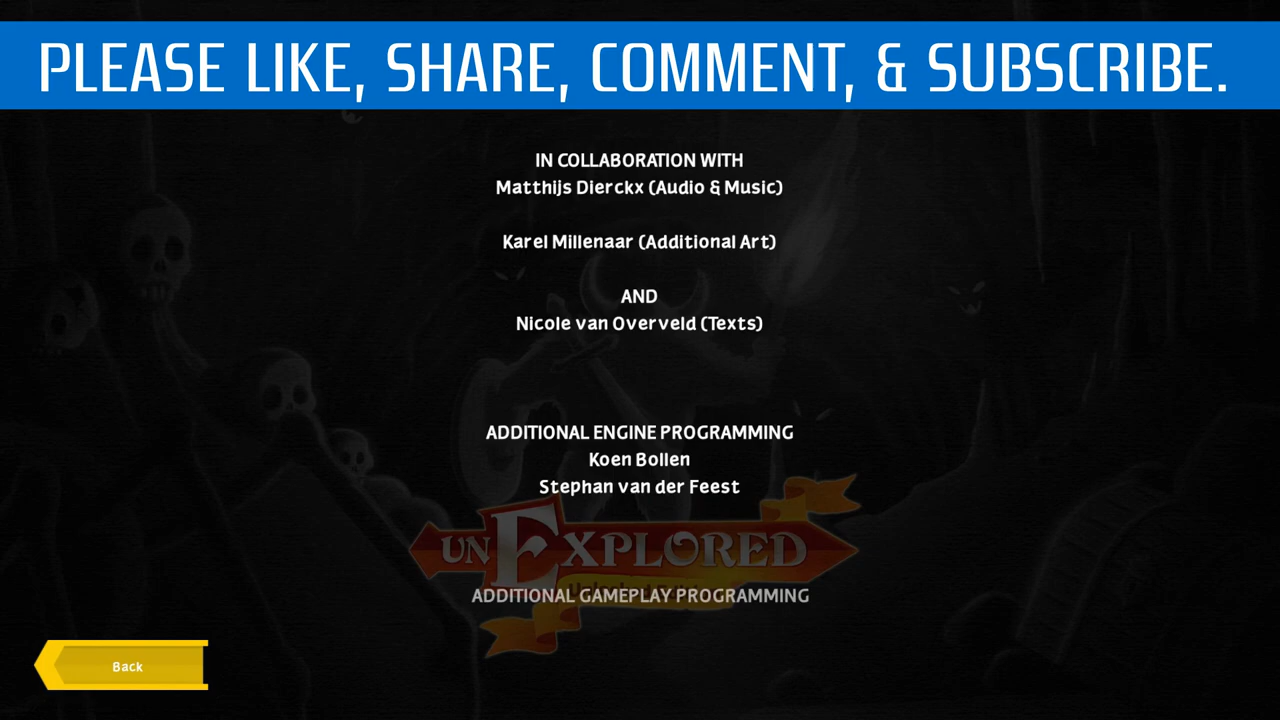 PLEASE LIKE, SHARE, COMMENT, & SUBSCRIBE.
IN COLLABORATION WITH
Matthijs Dierckx (Audio & Music)
Karel Millenaar (Additional Art)
AND
Nicole van Overveld (Texts)
ADDITIONAL ENGINE PROGRAMMING
Koen Bollen
Stephan van der Feest
UNEXPLORED
ADDITIONAL GAMEPLAY PROGRAMMING
Back